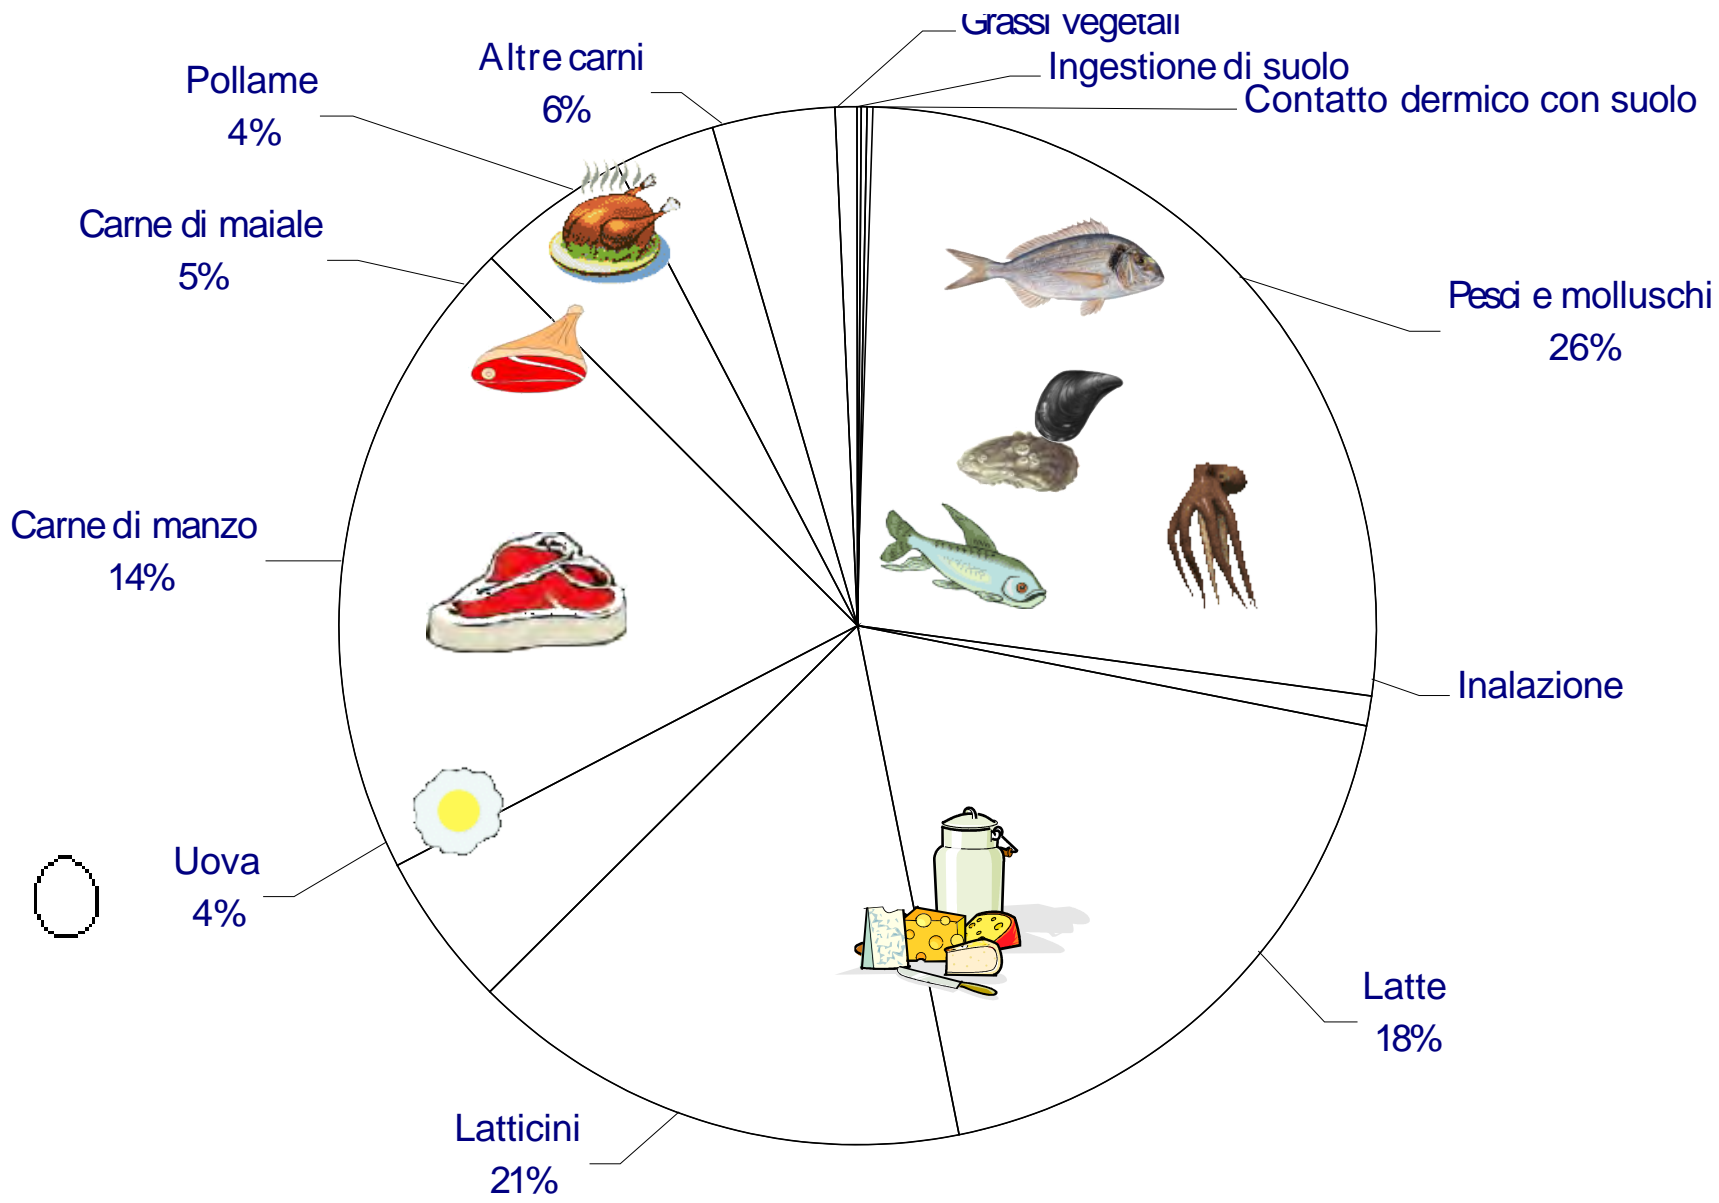 Grassi vegetali
Ingestione di suolo
Contatto dermico con suolo
Altre carni
6%
Pollame
4%
Carne di maiale
5%
Pesci e molluschi
26%
Carne di manzo
14%
Inalazione
Uova
4%
Latte
18%
Latticini
21%